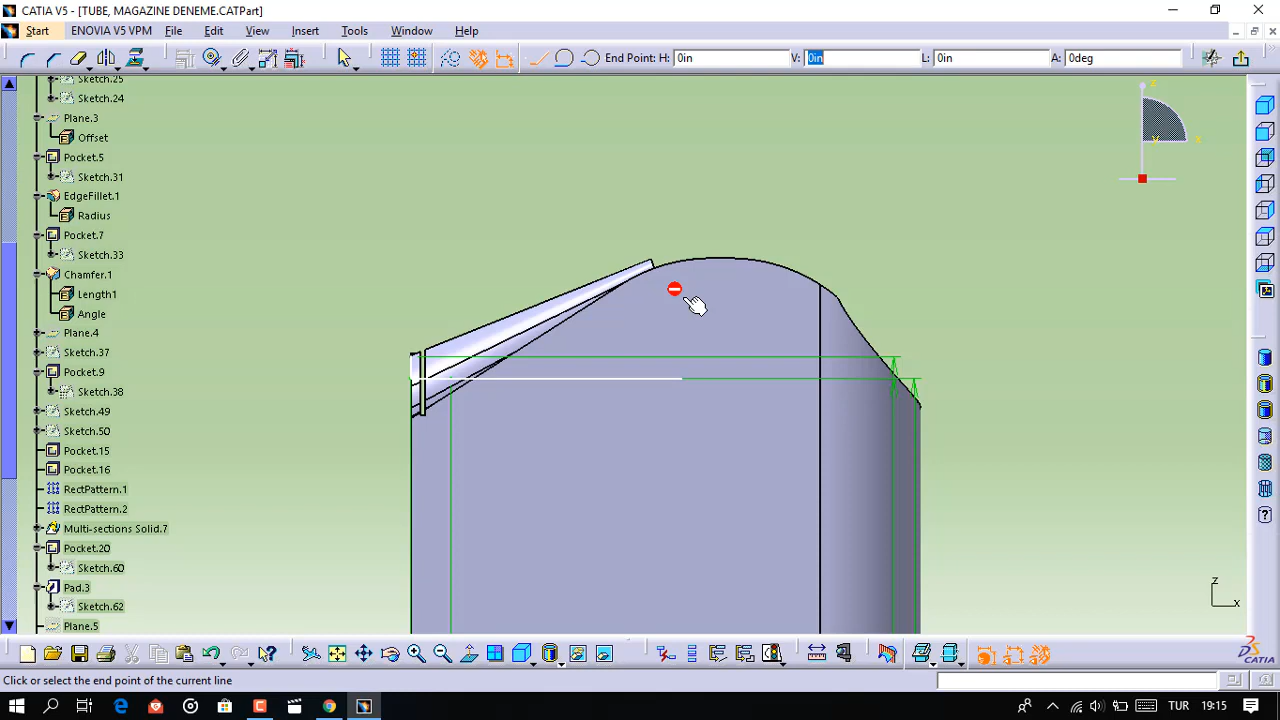 CATIA V5 - [TUBE, MAGAZINE DENEME.CATPart]
Start ENOVIA V5 VPM File Edit View Insert Tools Window Help
End Point: H: 0in V: 0in L: 0in A: 0deg
Sketch.25
Sketch.24
Plane.3
Offset
Pocket.5
Sketch.31
EdgeFillet.1
Radius
Pocket.7
Sketch.33
Chamfer.1
Length1
Angle
Plane.4
Sketch.37
Pocket.9
Sketch.38
Sketch.49
Sketch.50
Pocket.15
Pocket.16
RectPattern.1
RectPattern.2
Multi-sections Solid.7
Pocket.20
Sketch.60
Pad.3
Sketch.62
Plane.5
z
y x
z
x
CATIA
Click or select the end point of the current line
TUR 19:15